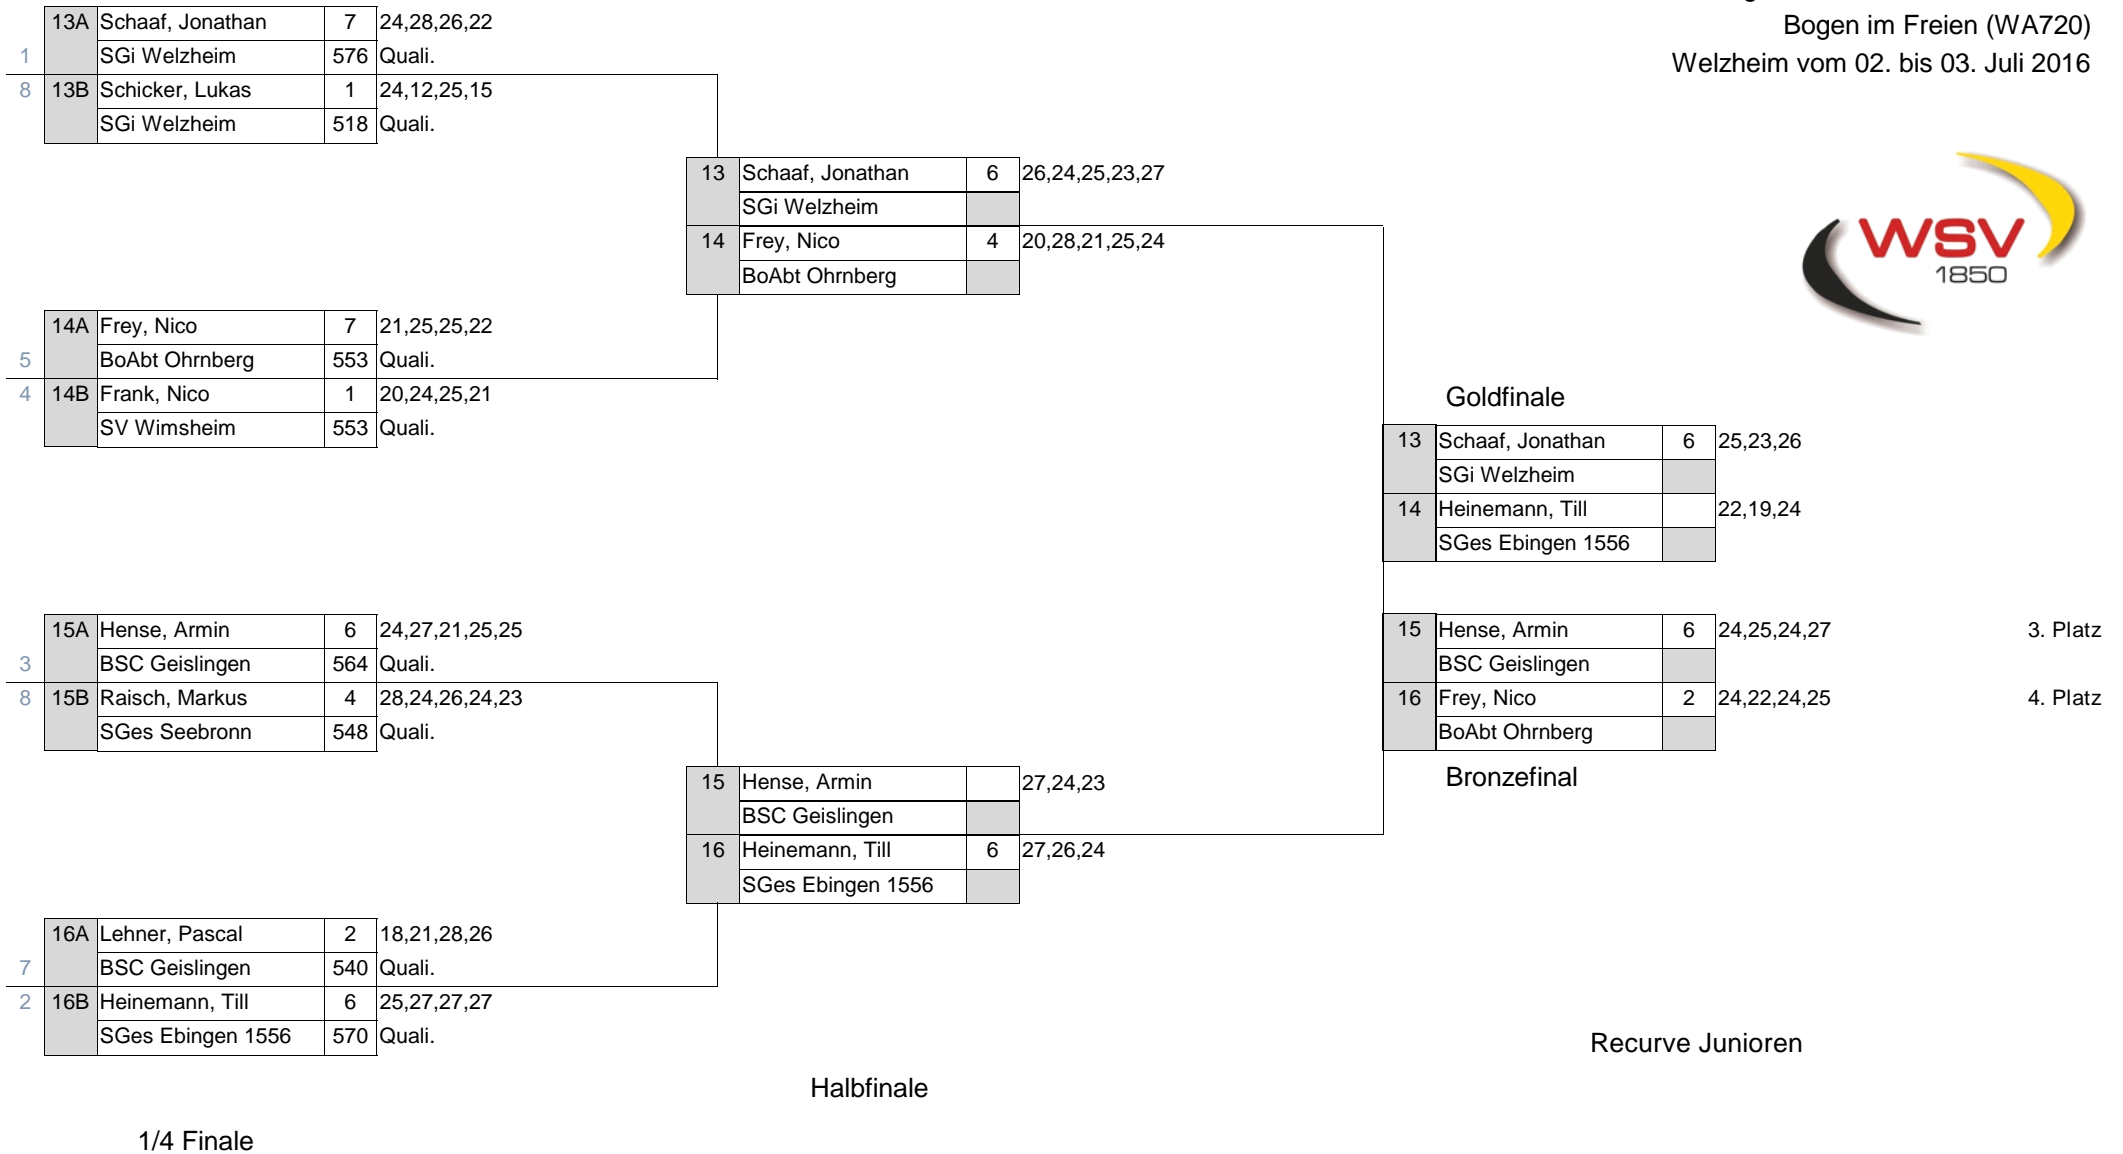 Bogen im Freien (WA720)
Welzheim vom 02. bis 03. Juli 2016
WSV
1850
13A Schaaf, Jonathan 7 24,28,26,22
1 SGi Welzheim 576 Quali.
8 13B Schicker, Lukas 1 24,12,25,15
SGi Welzheim 518 Quali.
13 Schaaf, Jonathan 6 26,24,25,23,27
SGi Welzheim
14 Frey, Nico 4 20,28,21,25,24
BoAbt Ohrnberg
14A Frey, Nico 7 21,25,25,22
5 BoAbt Ohrnberg 553 Quali.
4 14B Frank, Nico 1 20,24,25,21
SV Wimsheim 553 Quali.
Goldfinale
13 Schaaf, Jonathan 6 25,23,26
SGi Welzheim
14 Heinemann, Till 22,19,24
SGes Ebingen 1556
15A Hense, Armin 6 24,27,21,25,25
3 BSC Geislingen 564 Quali.
8 15B Raisch, Markus 4 28,24,26,24,23
SGes Seebronn 548 Quali.
15 Hense, Armin 6 24,25,24,27 3. Platz
BSC Geislingen
16 Frey, Nico 2 24,22,24,25 4. Platz
BoAbt Ohrnberg
Bronzefinal
15 Hense, Armin 27,24,23
BSC Geislingen
16 Heinemann, Till 6 27,26,24
SGes Ebingen 1556
16A Lehner, Pascal 2 18,21,28,26
7 BSC Geislingen 540 Quali.
2 16B Heinemann, Till 6 25,27,27,27
SGes Ebingen 1556 570 Quali.
Recurve Junioren
Halbfinale
1/4 Finale